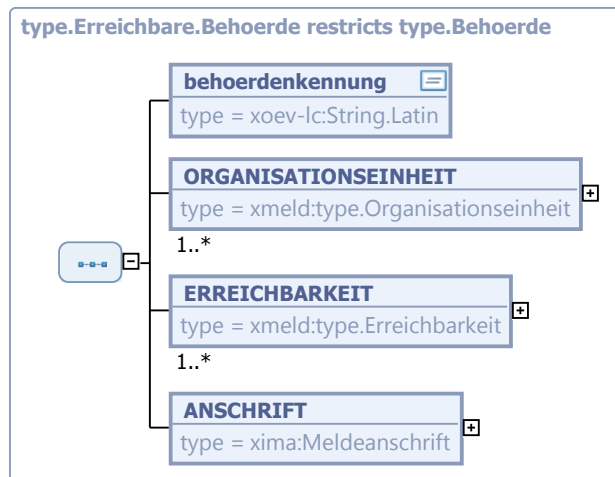 type.Erreichbare.Behoerde restricts type.Behoerde
behoerdenkennung
type = xoev-lc:String.Latin
ORGANISATIONSEINHEIT
type = xmeld:type.Organisationseinheit
1..*
ERREICHBARKEIT
type = xmeld:type.Erreichbarkeit
1..*
ANSCHRIFT
type = xima:Meldeanschrift